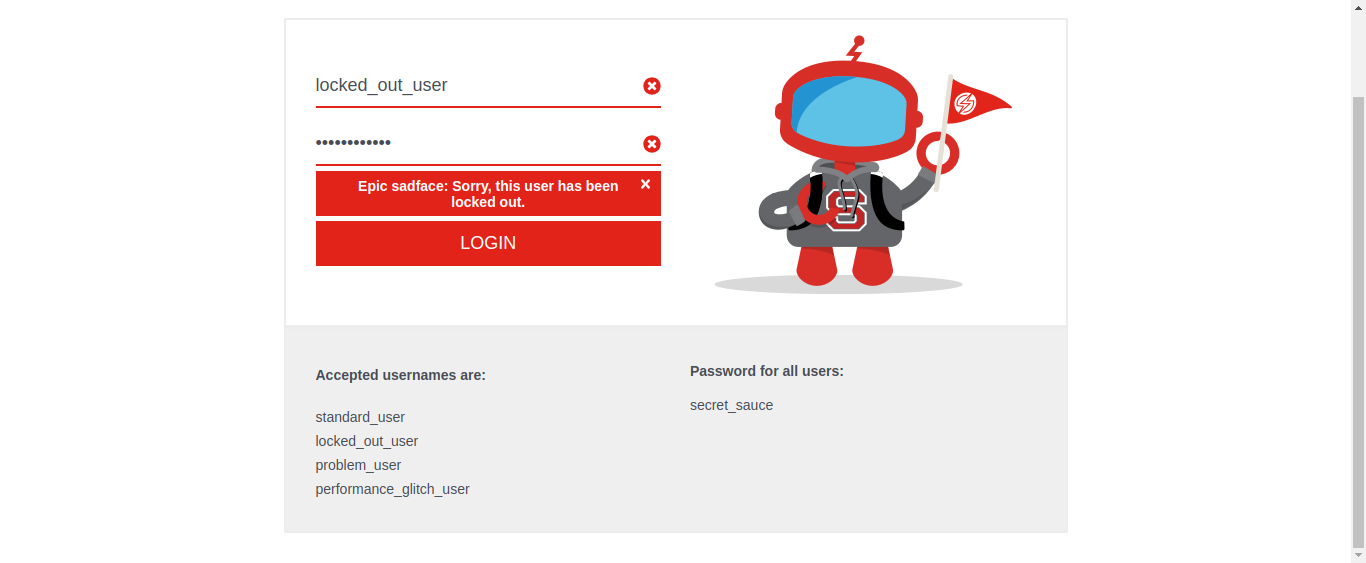 locked_out_user
••••••••••••
Epic sadface: Sorry, this user has been
locked out.
LOGIN
S
Accepted usernames are:
standard_user
locked_out_user
problem_user
performance_glitch_user
Password for all users:
secret_sauce